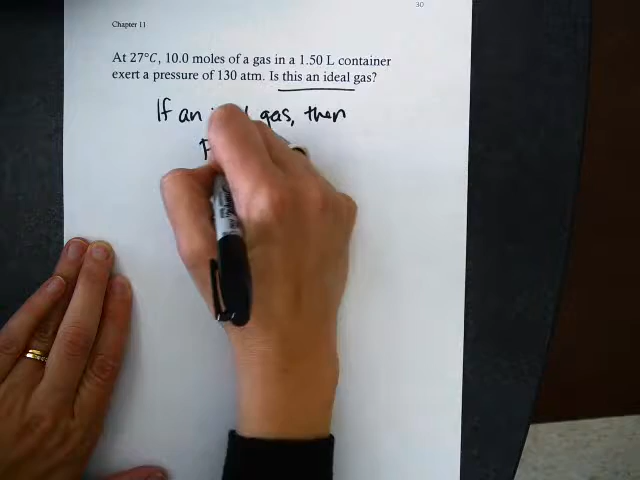 30
Chapter 11
At 27°C, 10.0 moles of a gas in a 1.50 L container
exert a pressure of 130 atm. Is this an ideal gas?
If an gas, then
P